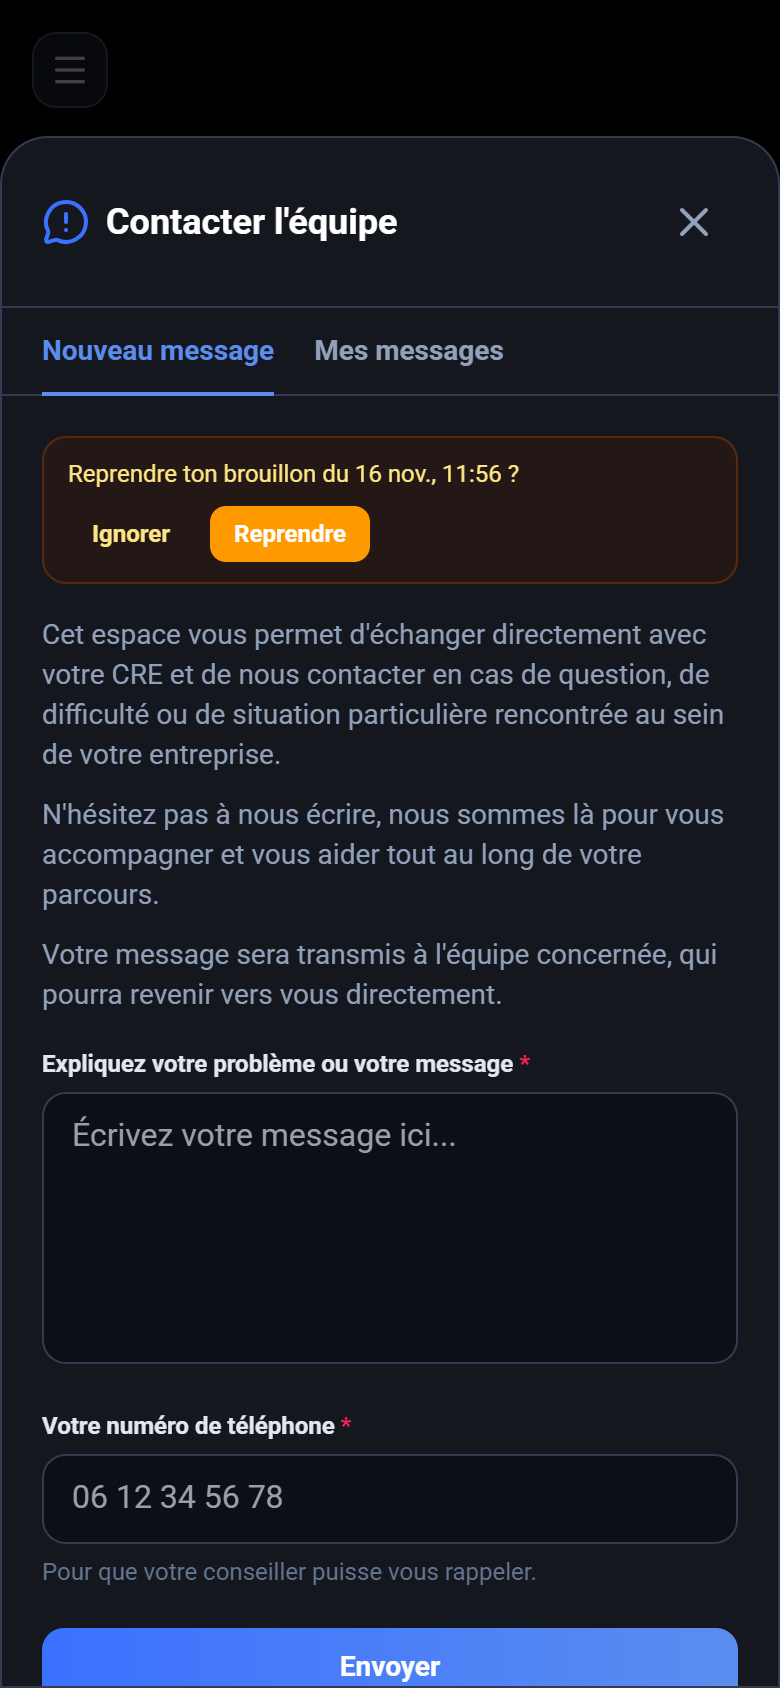 Contacter l'équipe
Nouveau message
Mes messages
Reprendre ton brouillon du 16 nov., 11:56 ?
Ignorer
Reprendre
Cet espace vous permet d'échanger directement avec
votre CRE et de nous contacter en cas de question, de
difficulté ou de situation particulière rencontrée au sein
de votre entreprise.
N'hésitez pas à nous écrire, nous sommes là pour vous
accompagner et vous aider tout au long de votre
parcours.
Votre message sera transmis à l'équipe concernée, qui
pourra revenir vers vous directement.
Expliquez votre problème ou votre message *
Écrivez votre message ici...
Votre numéro de téléphone *
06 12 34 56 78
Pour que votre conseiller puisse vous rappeler.
Envoyer